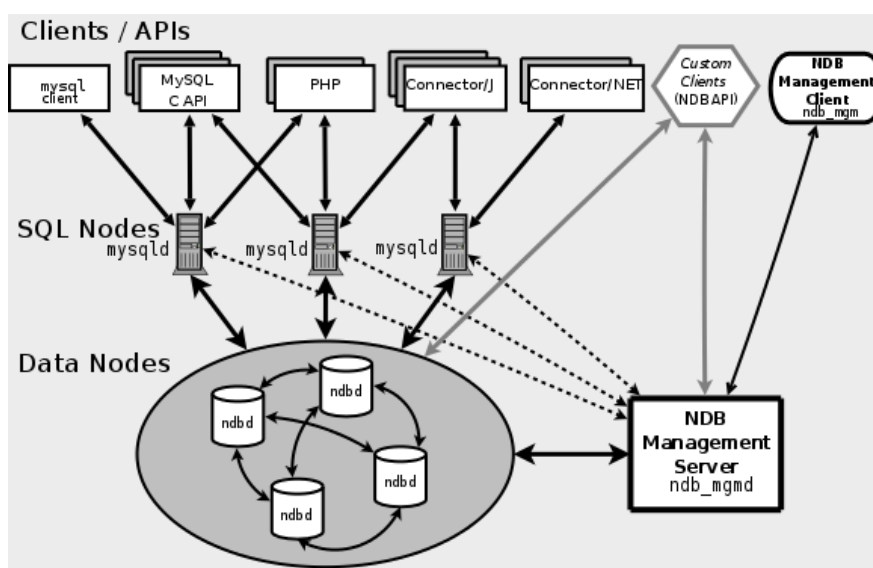 Clients / APIs
mysql
client
MySQL
C API
PHP
Connector/J
Connector/NET
Custom
Clients
(NDBAPI)
NDB
Management
Client
ndb_mgm
SQL Nodes
mysqld
mysqld
mysqld
Data Nodes
ndbd
ndbd
ndbd
ndbd
NDB
Management
Server
ndb_mgmd